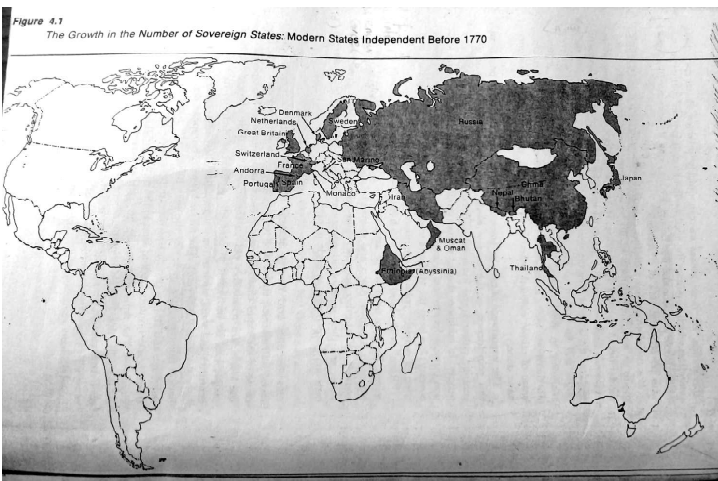 Figure 4.1
The Growth in the Number of Sovereign States: Modern States Independent Before 1770
Denmark
Netherlands
Sweden
Great Britain
Russia
Switzerland
San Marino
France
Andorra
Portugal
Spain
Monaco
Iran
China
Nepal
Bhutan
Japan
Muscat
& Oman
Thailand
Ethiopia (Abyssinia)